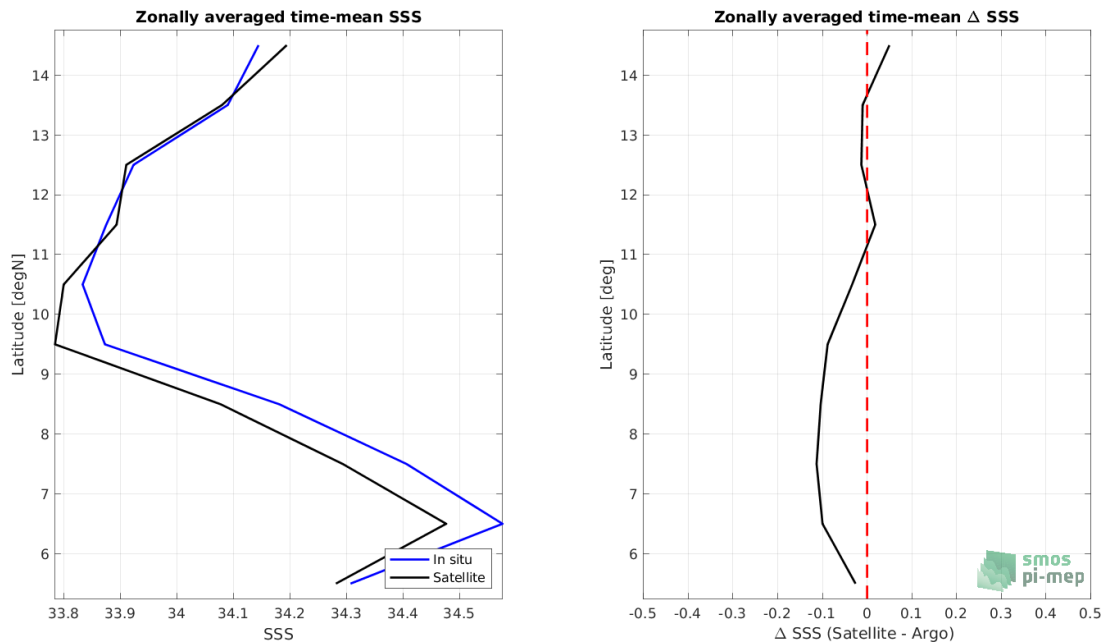 Zonally averaged time-mean SSS
Latitude [degN]
14
13
12
11
10
9
8
7
6
33.8 33.9 34 34.1 34.2 34.3 34.4 34.5
SSS
In situ
Satellite
Zonally averaged time-mean Δ SSS
Latitude [deg]
14
13
12
11
10
9
8
7
6
-0.5 -0.4 -0.3 -0.2 -0.1 0 0.1 0.2 0.3 0.4 0.5
Δ SSS (Satellite - Argo)
smos
pi-mep